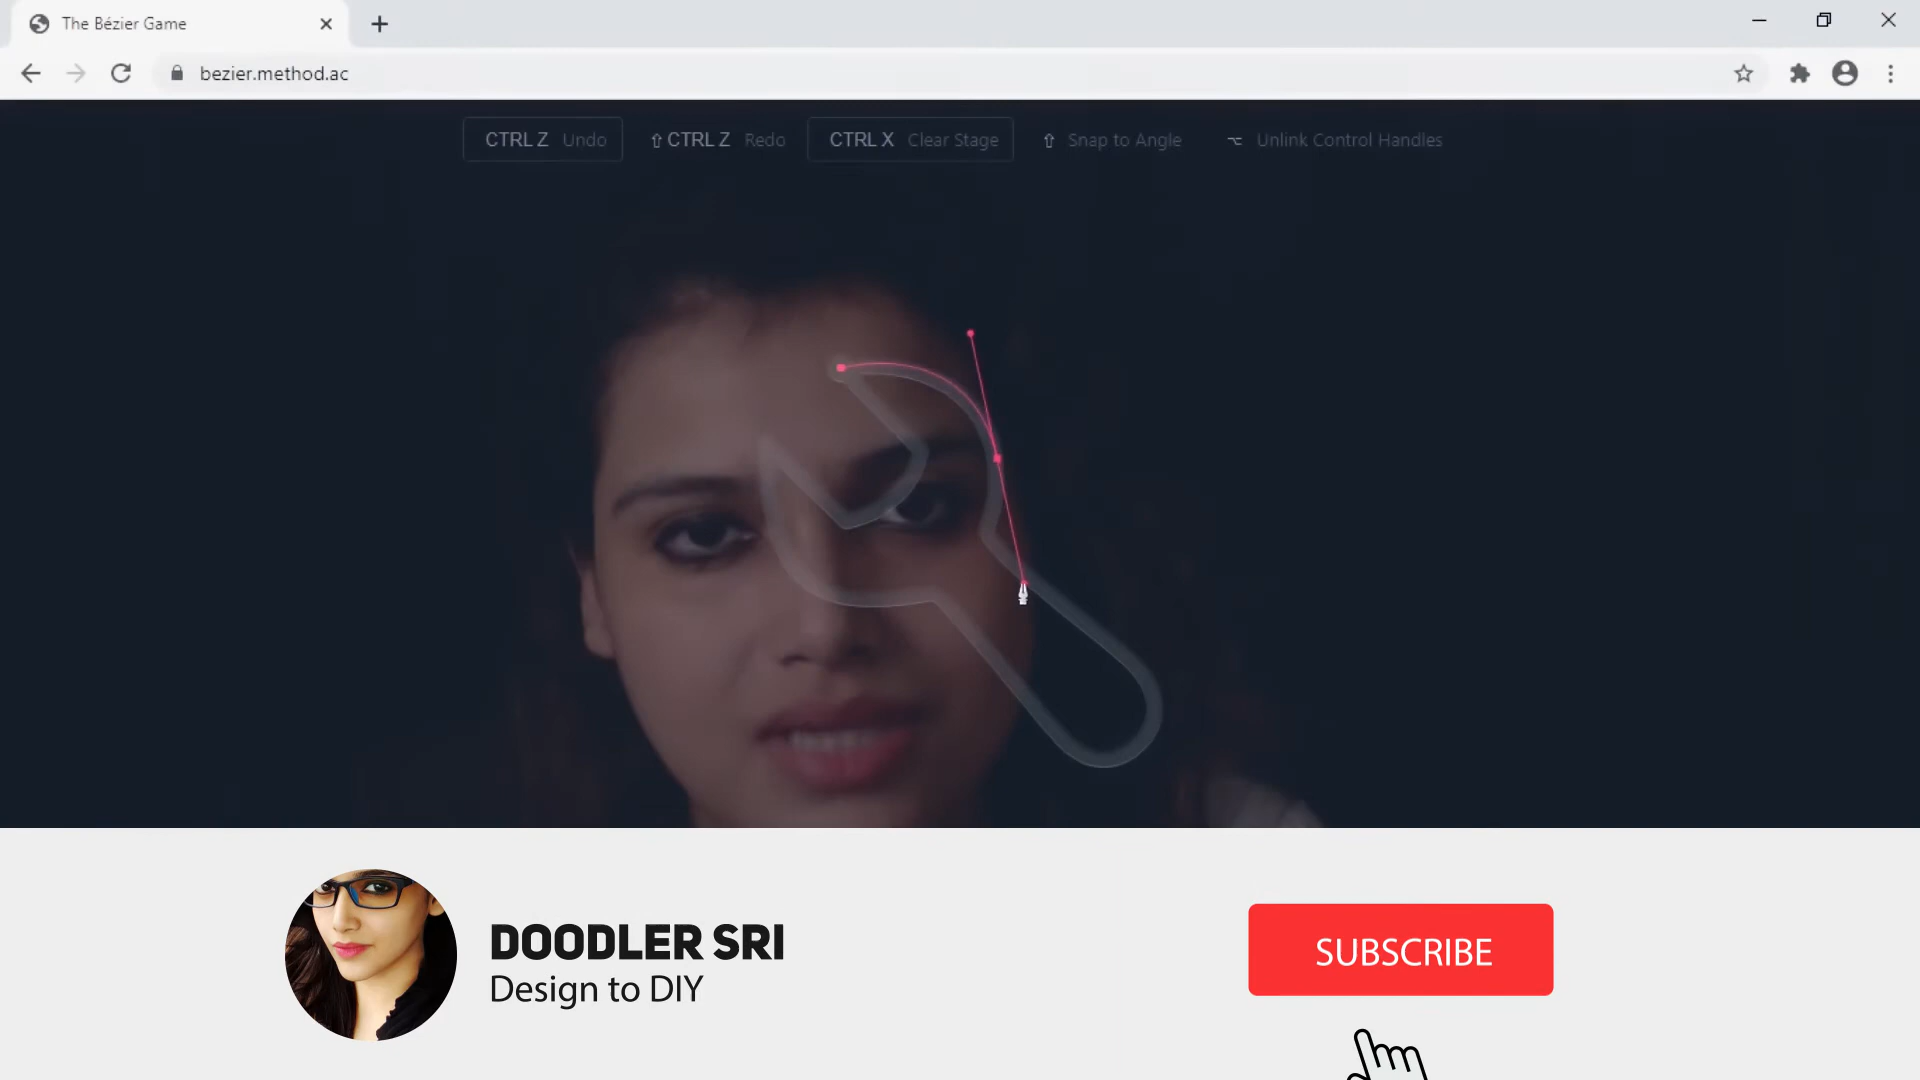 The Bézier Game
bezier.method.ac
CTRL Z Undo ⇧ CTRL Z Redo CTRL X Clear Stage ⇧ Snap to Angle ⌥ Unlink Control Handles
DOODLER SRI
Design to DIY
SUBSCRIBE